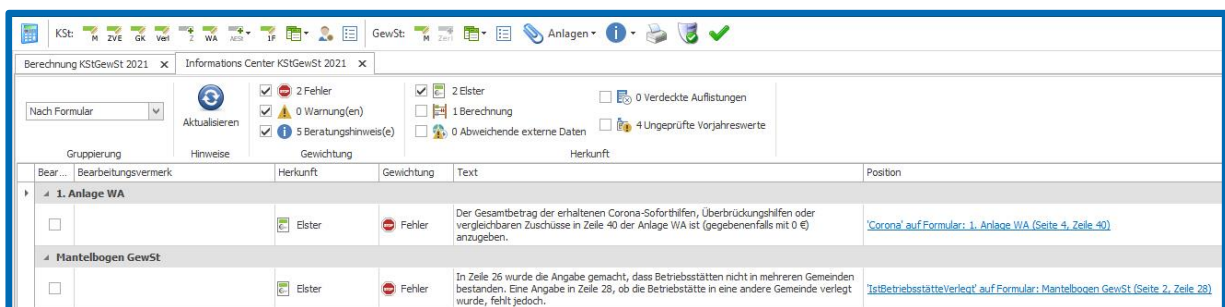 KSt: M ZVE GK Verl Z WA AESt 1F GewSt: M Zerl Anlagen
Berechnung KStGewSt 2021 x Informations Center KStGewSt 2021 x
Nach Formular
Aktualisieren
2 Fehler
0 Warnung(en)
5 Beratungshinweis(e)
2 Elster
1 Berechnung
0 Abweichende externe Daten
0 Verdeckte Auflistungen
4 Ungeprüfte Vorjahreswerte
Gruppierung Hinweise Gewichtung Herkunft
Bear... Bearbeitungsvermerk Herkunft Gewichtung Text Position
1. Anlage WA
Elster Fehler
Der Gesamtbetrag der erhaltenen Corona-Soforthilfen, Überbrückungshilfen oder
vergleichbaren Zuschüsse in Zeile 40 der Anlage WA ist (gegebenenfalls mit 0 €)
anzugeben.
'Corona' auf Formular: 1. Anlage WA (Seite 4, Zeile 40)
Mantelbogen GewSt
Elster Fehler
In Zeile 26 wurde die Angabe gemacht, dass Betriebsstätten nicht in mehreren Gemeinden
bestanden. Eine Angabe in Zeile 28, ob die Betriebstätte in eine andere Gemeinde verlegt
wurde, fehlt jedoch.
'IstBetriebsstätteVerlegt' auf Formular: Mantelbogen GewSt (Seite 2, Zeile 28)